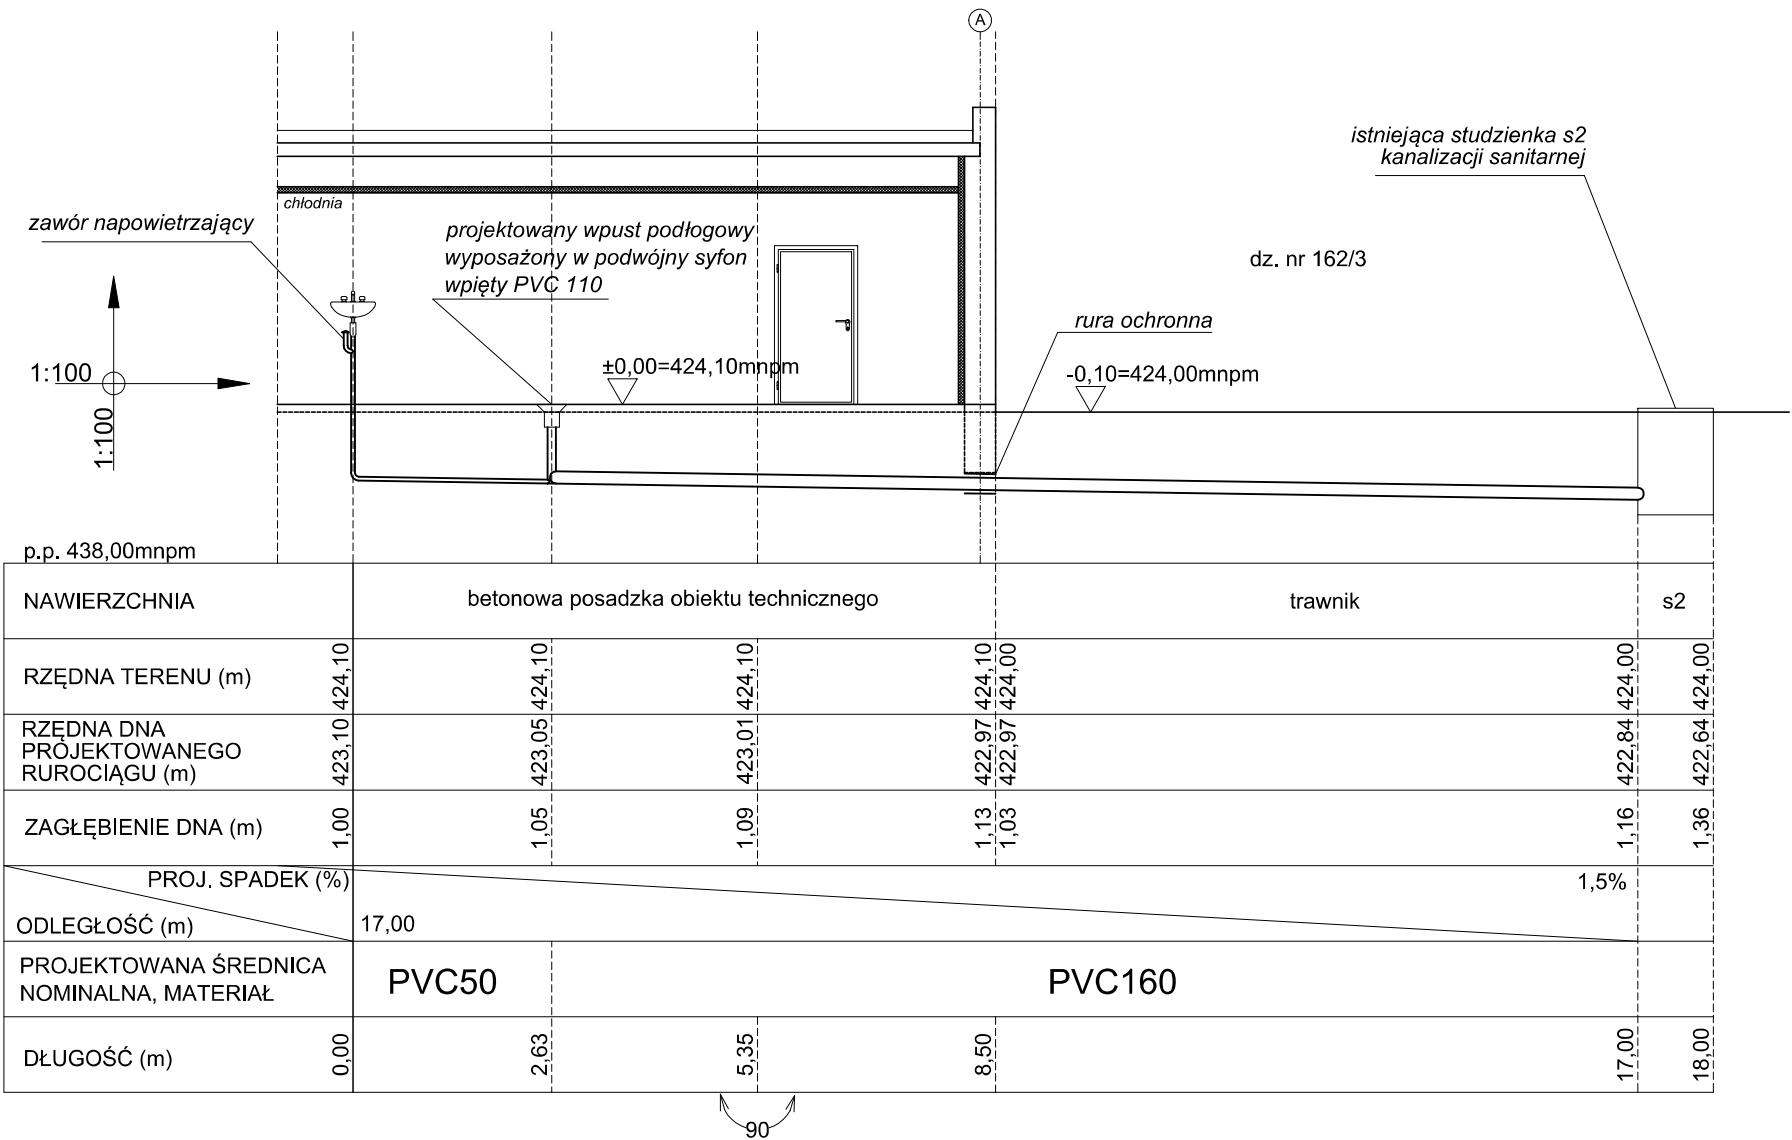 A
istniejąca studzienka s2
kanalizacji sanitarnej
chłodnia
zawór napowietrzający
projektowany wpust podłogowy
wyposażony w podwójny syfon
wpięty PVC 110
dz. nr 162/3
rura ochronna
1:100
1:100
±0,00=424,10mnpm
-0,10=424,00mnpm
p.p. 438,00mnpm
NAWIERZCHNIA
betonowa posadzka obiektu technicznego
trawnik
s2
RZĘDNA TERENU (m)
424,10
424,10
424,10
424,10
424,00
424,00
424,00
RZĘDNA DNA
PROJEKTOWANEGO
RUROCIĄGU (m)
423,10
423,05
423,01
422,97
422,97
422,84
422,64
ZAGŁĘBIENIE DNA (m)
1,00
1,05
1,09
1,13
1,03
1,16
1,36
PROJ. SPADEK (%)
1,5%
ODLEGŁOŚĆ (m)
17,00
PROJEKTOWANA ŚREDNICA
NOMINALNA, MATERIAŁ
PVC50
PVC160
DŁUGOŚĆ (m)
0,00
2,63
5,35
8,50
17,00
18,00
90